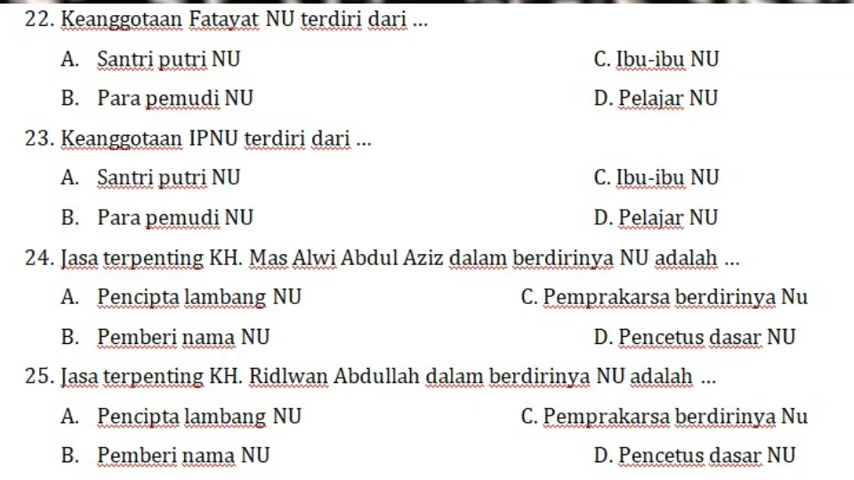 22. Keanggotaan Fatayat NU terdiri dari ...
A. Santri putri NU C. Ibu-ibu NU
B. Para pemudi NU D. Pelajar NU
23. Keanggotaan IPNU terdiri dari ...
A. Santri putri NU C. Ibu-ibu NU
B. Para pemudi NU D. Pelajar NU
24. Jasa terpenting KH. Mas Alwi Abdul Aziz dalam berdirinya NU adalah ...
A. Pencipta lambang NU C. Pemprakarsa berdirinya Nu
B. Pemberi nama NU D. Pencetus dasar NU
25. Jasa terpenting KH. Ridlwan Abdullah dalam berdirinya NU adalah ...
A. Pencipta lambang NU C. Pemprakarsa berdirinya Nu
B. Pemberi nama NU D. Pencetus dasar NU